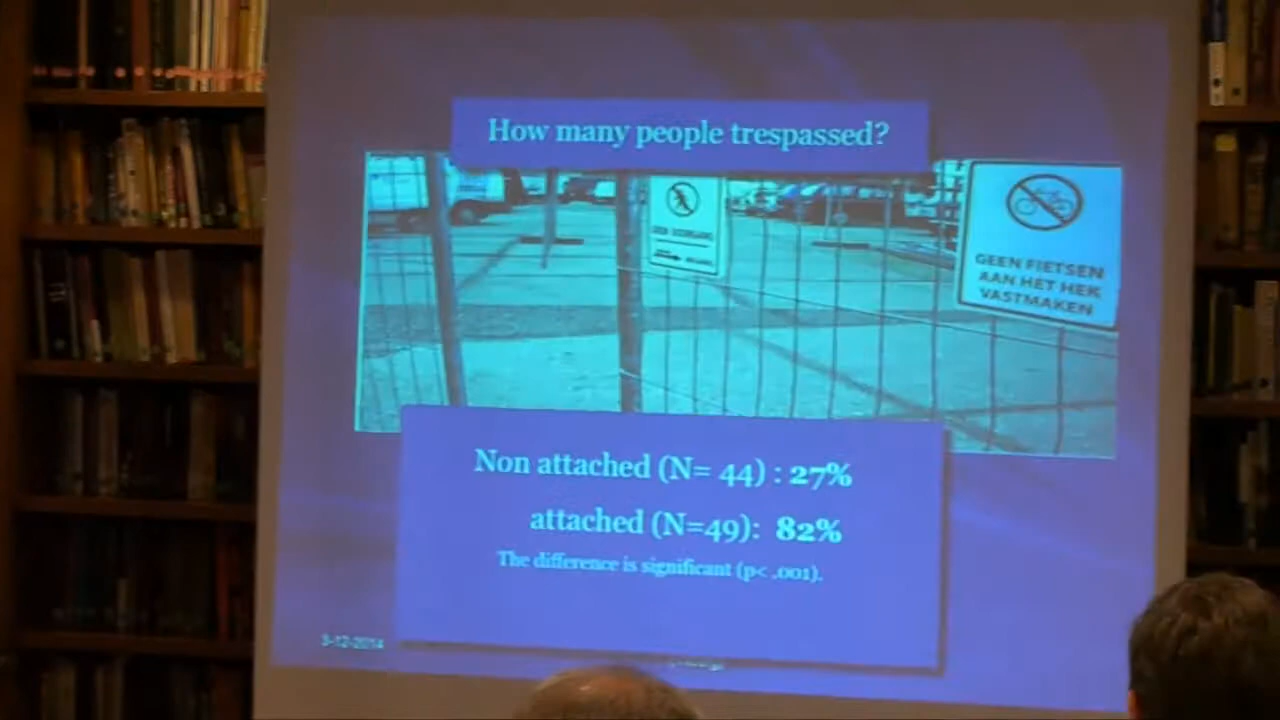 How many people trespassed?
GEEN FIETSEN
AAN HET HEK
VASTMAKEN
Non attached (N= 44) : 27%
attached (N=49): 82%
The difference is significant (p< .001).
3-12-2014